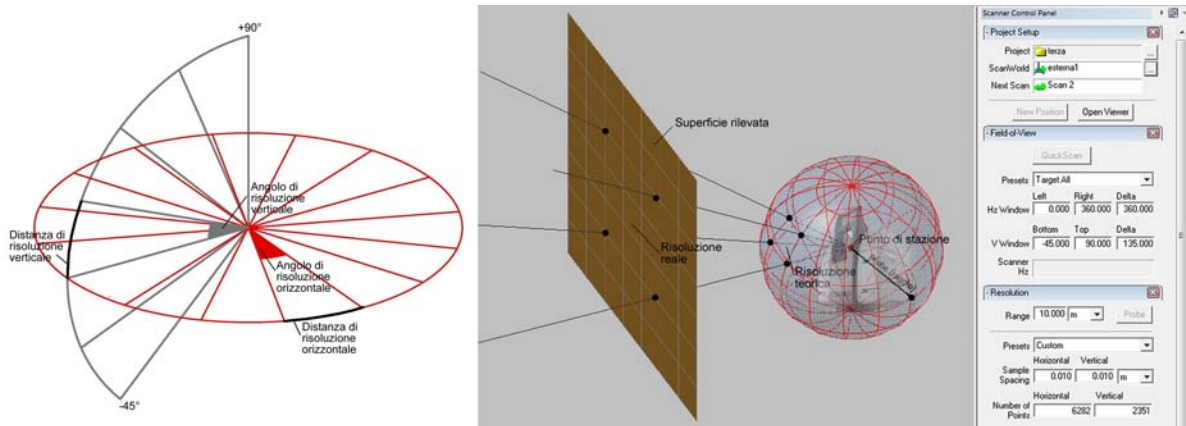 +90°
Angolo di
risoluzione
verticale
Distanza di
risoluzione
verticale
Angolo di
risoluzione
orizzontale
Distanza di
risoluzione
orizzontale
-45°
Superficie rilevata
Risoluzione
reale
Punto di stazione
Risoluzione
teorica
Scanner Control Panel
- Project Setup
Project terza ...
ScanWorld esterna1 ...
Next Scan Scan 2
New Position Open Viewer
- Field-of-View
QuickScan
Presets Target All
Left Right Delta
Hz Window 0.000 360.000 360.000
Bottom Top Delta
V Window -45.000 90.000 135.000
Scanner
Hz
- Resolution
Range 10.000 m Probe
Presets Custom
Horizontal Vertical
Sample
Spacing 0.010 0.010 m
Horizontal Vertical
Number of
Points 6282 2351